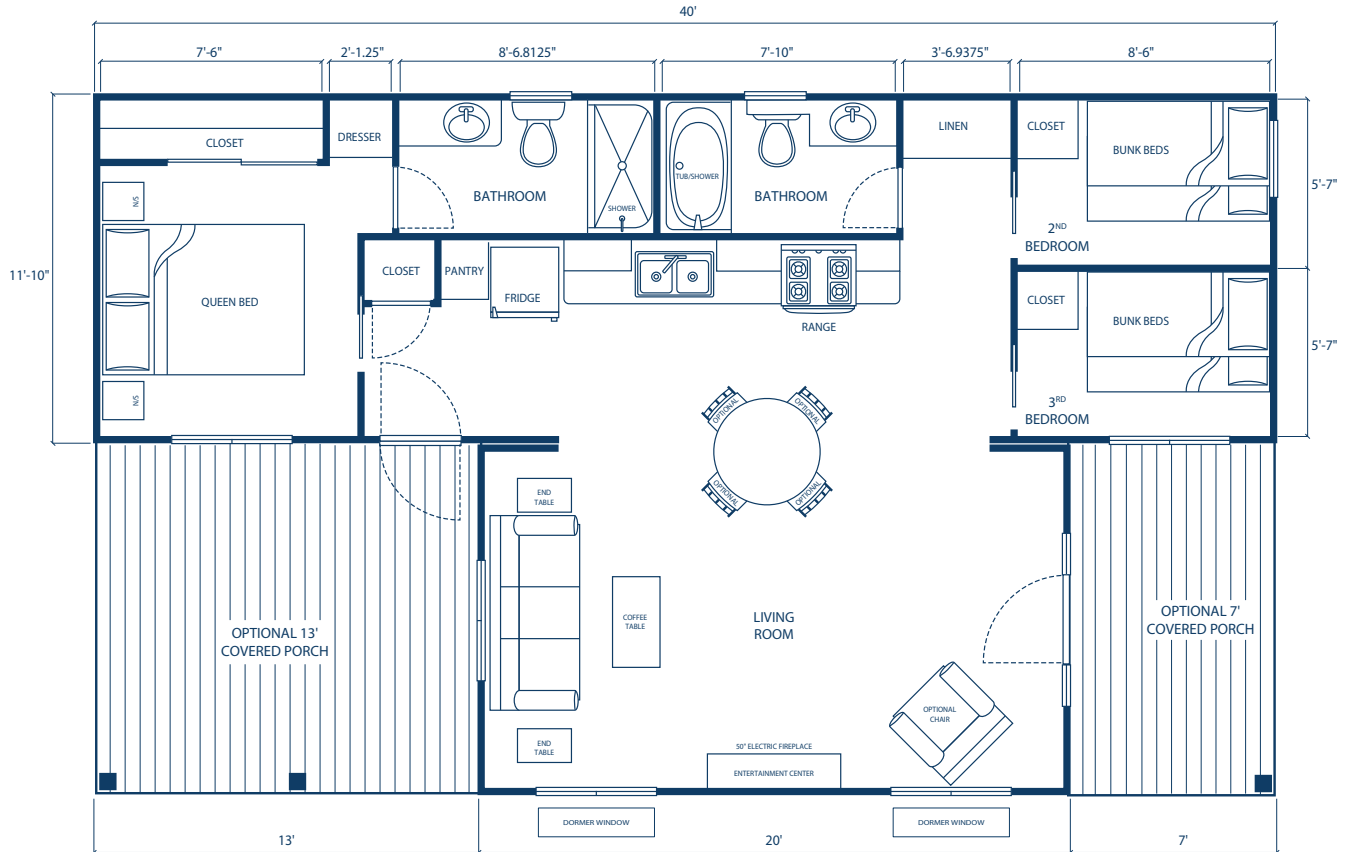 40'
7'-6"
2'-1.25"
8'-6.8125"
7'-10"
3'-6.9375"
8'-6"
CLOSET
DRESSER
BATHROOM
SHOWER
TUB/SHOWER
BATHROOM
LINEN
CLOSET
BUNK BEDS
5'-7"
2ND
BEDROOM
N/S
11'-10"
QUEEN BED
N/S
CLOSET
PANTRY
FRIDGE
RANGE
CLOSET
BUNK BEDS
5'-7"
3RD
BEDROOM
OPTIONAL
OPTIONAL
OPTIONAL
OPTIONAL
END
TABLE
COFFEE
TABLE
LIVING
ROOM
OPTIONAL 13'
COVERED PORCH
OPTIONAL 7'
COVERED PORCH
OPTIONAL
CHAIR
END
TABLE
50" ELECTRIC FIREPLACE
ENTERTAINMENT CENTER
DORMER WINDOW
DORMER WINDOW
13'
20'
7'